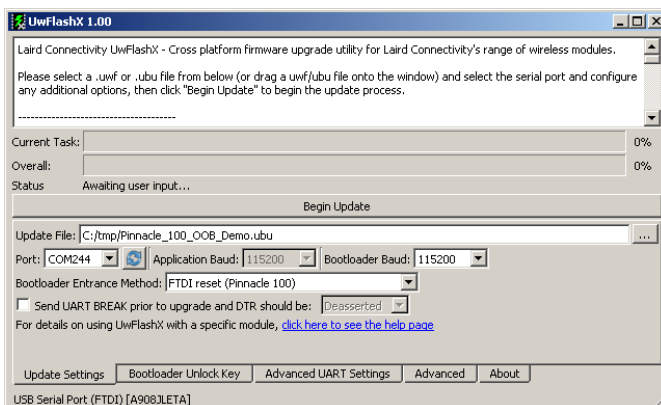 UwFlashX 1.00
Laird Connectivity UwFlashX - Cross platform firmware upgrade utility for Laird Connectivity's range of wireless modules.
Please select a .uwf or .ubu file from below (or drag a uwf/ubu file onto the window) and select the serial port and configure
any additional options, then click "Begin Update" to begin the update process.
-------------------------------------
Current Task: 0%
Overall: 0%
Status Awaiting user input...
Begin Update
Update File: C:/tmp/Pinnacle_100_OOB_Demo.ubu ...
Port: COM244 Application Baud: 115200 Bootloader Baud: 115200
Bootloader Entrance Method: FTDI reset (Pinnacle 100)
Send UART BREAK prior to upgrade and DTR should be: Deasserted
For details on using UwFlashX with a specific module, click here to see the help page
Update Settings Bootloader Unlock Key Advanced UART Settings Advanced About
USB Serial Port (FTDI) [A908JLETA]